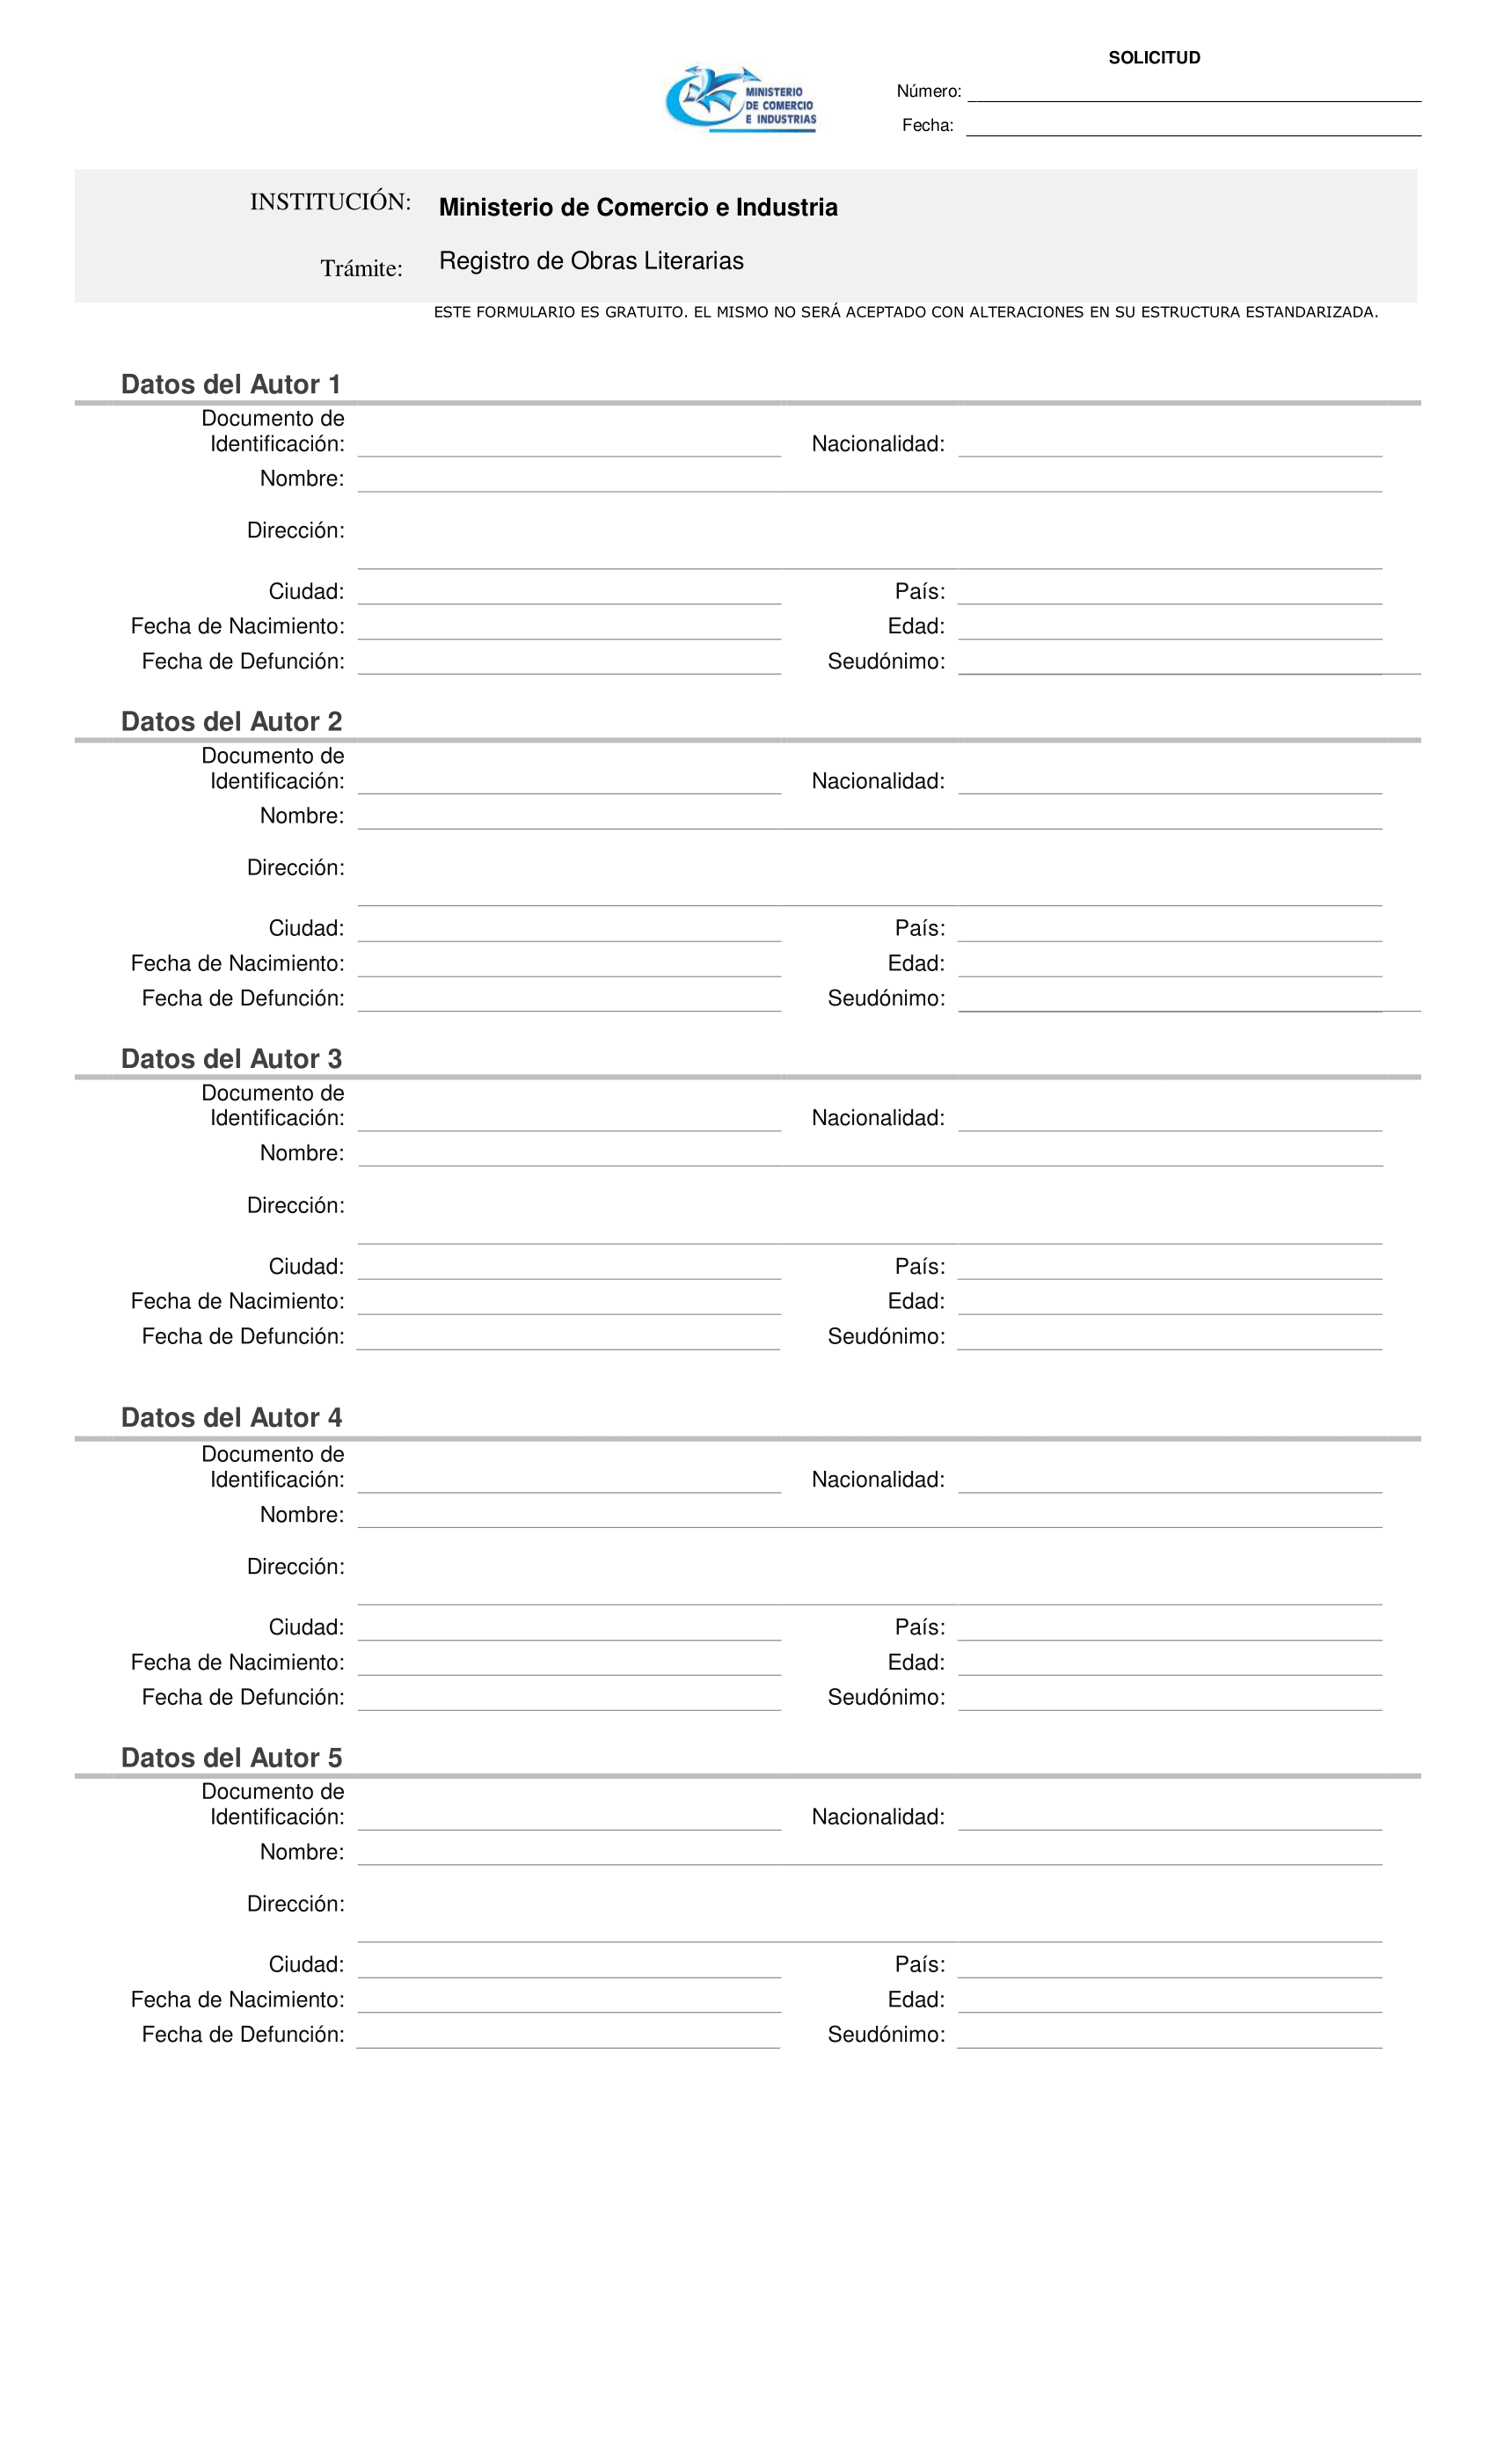 SOLICITUD
MINISTERIO
DE COMERCIO
E INDUSTRIAS
Número:
Fecha:
INSTITUCIÓN: Ministerio de Comercio e Industria
Trámite: Registro de Obras Literarias
ESTE FORMULARIO ES GRATUITO. EL MISMO NO SERÁ ACEPTADO CON ALTERACIONES EN SU ESTRUCTURA ESTANDARIZADA.
Datos del Autor 1
Documento de
Identificación: Nacionalidad:
Nombre:
Dirección:
Ciudad: País:
Fecha de Nacimiento: Edad:
Fecha de Defunción: Seudónimo:
Datos del Autor 2
Documento de
Identificación: Nacionalidad:
Nombre:
Dirección:
Ciudad: País:
Fecha de Nacimiento: Edad:
Fecha de Defunción: Seudónimo:
Datos del Autor 3
Documento de
Identificación: Nacionalidad:
Nombre:
Dirección:
Ciudad: País:
Fecha de Nacimiento: Edad:
Fecha de Defunción: Seudónimo:
Datos del Autor 4
Documento de
Identificación: Nacionalidad:
Nombre:
Dirección:
Ciudad: País:
Fecha de Nacimiento: Edad:
Fecha de Defunción: Seudónimo:
Datos del Autor 5
Documento de
Identificación: Nacionalidad:
Nombre:
Dirección:
Ciudad: País:
Fecha de Nacimiento: Edad:
Fecha de Defunción: Seudónimo: